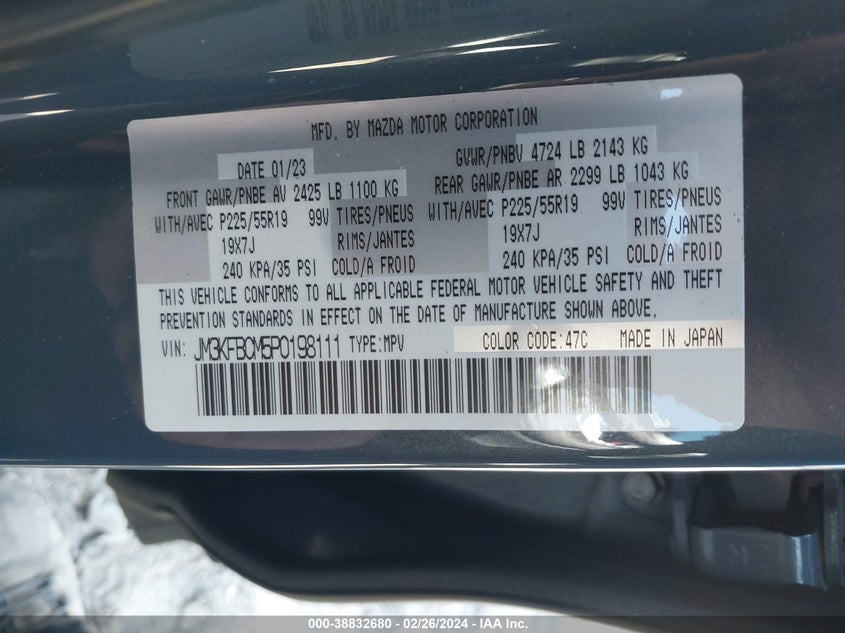 MFD. BY MAZDA MOTOR CORPORATION
DATE 01/23 GVWR/PNBV 4724 LB 2143 KG
FRONT GAWR/PNBE AV 2425 LB 1100 KG REAR GAWR/PNBE AR 2299 LB 1043 KG
WITH/AVEC P225/55R19 99V TIRES/PNEUS WITH/AVEC P225/55R19 99V TIRES/PNEUS
19X7J RIMS/JANTES 19X7J RIMS/JANTES
240 KPA/35 PSI COLD/A FROID 240 KPA/35 PSI COLD/A FROID
THIS VEHICLE CONFORMS TO ALL APPLICABLE FEDERAL MOTOR VEHICLE SAFETY AND THEFT
PREVENTION STANDARDS IN EFFECT ON THE DATE OF MANUFACTURE SHOWN ABOVE.
VIN: JM3KFBCM5P0198111 TYPE:MPV COLOR CODE:47C MADE IN JAPAN
000-38832680 - 02/26/2024 - IAA Inc.